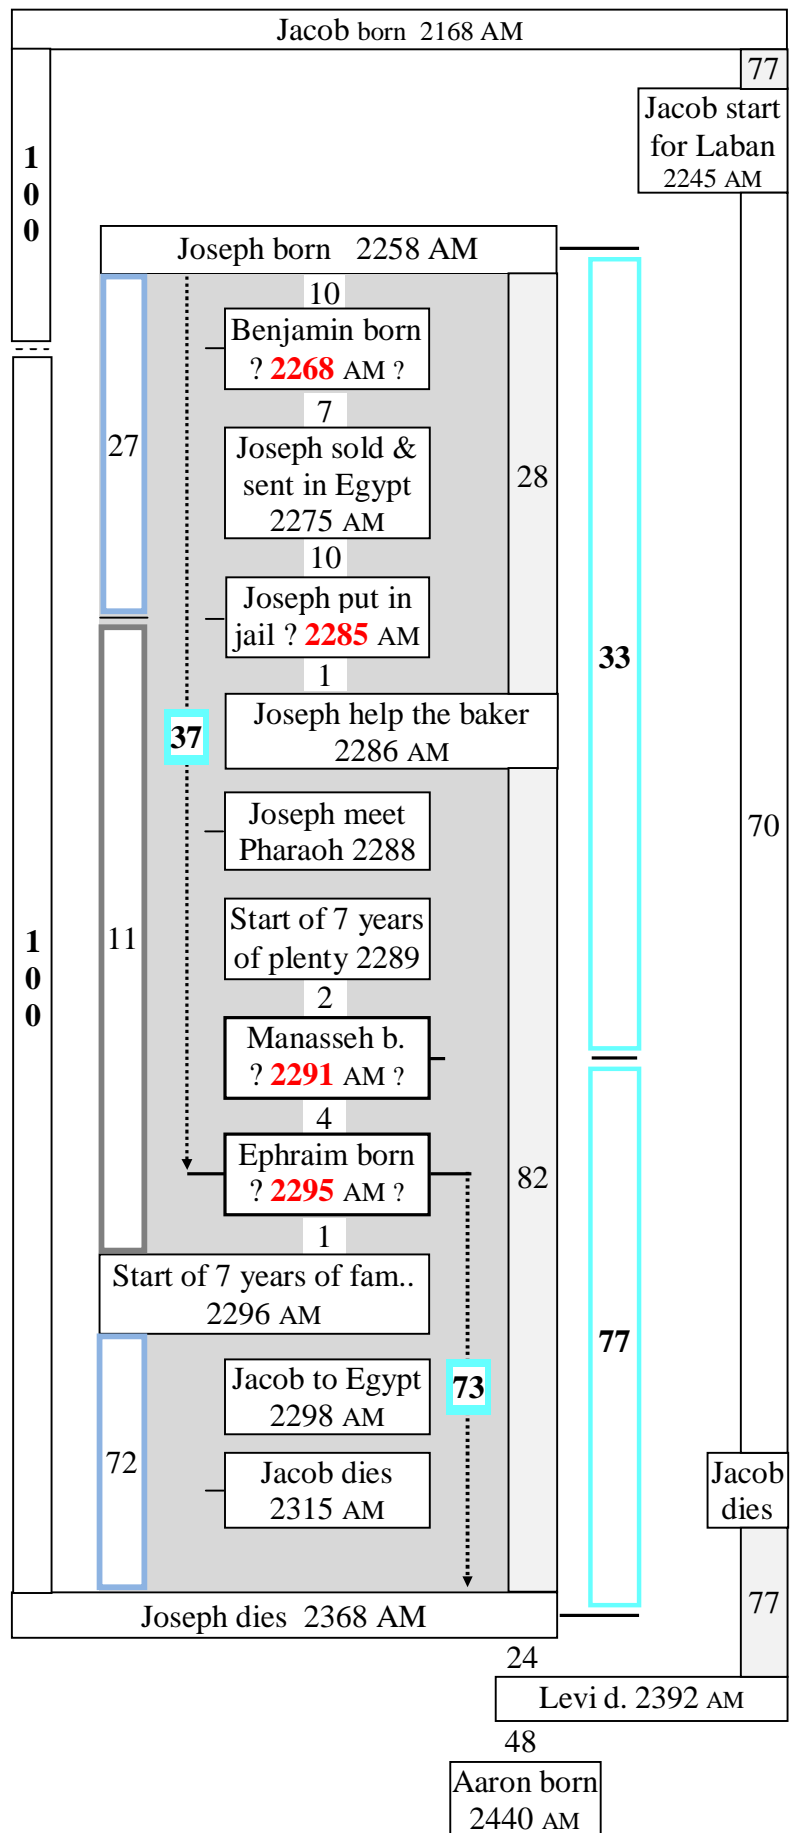 Jacob born 2168 AM
77
Jacob start
for Laban
2245 AM
1
0
0
Joseph born 2258 AM
10
Benjamin born
? 2268 AM ?
7
27
Joseph sold &
sent in Egypt
2275 AM
28
10
Joseph put in
jail ? 2285 AM
33
1
Joseph help the baker
2286 AM
37
Joseph meet
Pharaoh 2288
70
Start of 7 years
of plenty 2289
11
1
0
0
2
Manasseh b.
? 2291 AM ?
4
Ephraim born
? 2295 AM ?
82
1
Start of 7 years of fam..
2296 AM
77
Jacob to Egypt
2298 AM
73
72
Jacob dies
2315 AM
Jacob
dies
77
Joseph dies 2368 AM
24
Levi d. 2392 AM
48
Aaron born
2440 AM